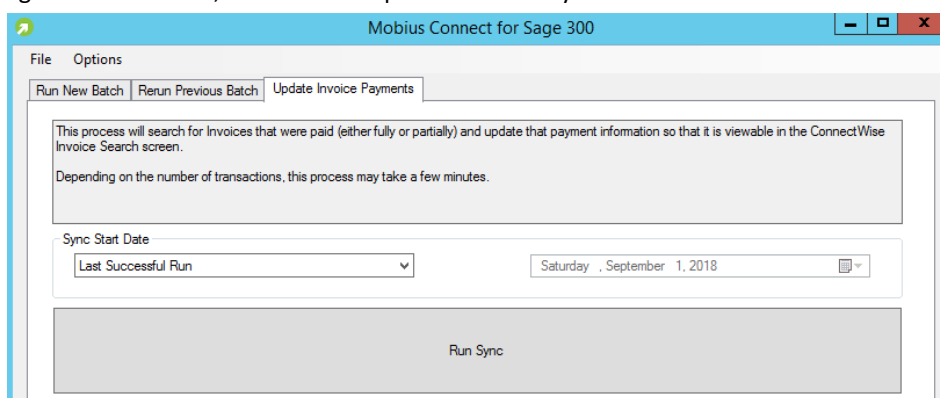 Mobius Connect for Sage 300
File Options
Run New Batch Rerun Previous Batch Update Invoice Payments
This process will search for Invoices that were paid (either fully or partially) and update that payment information so that it is viewable in the ConnectWise
Invoice Search screen.
Depending on the number of transactions, this process may take a few minutes.
Sync Start Date
Last Successful Run Saturday , September 1, 2018
Run Sync